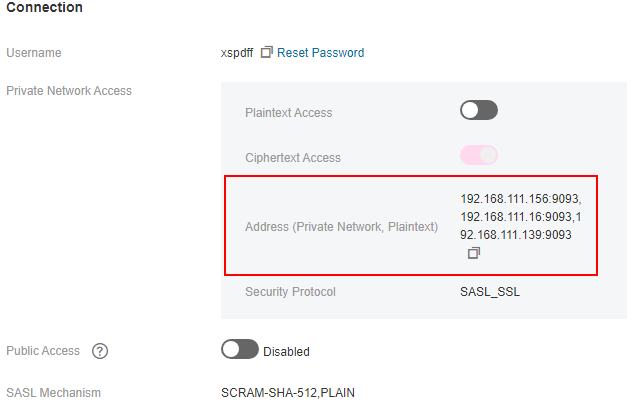 Connection
Username xspdff Reset Password
Private Network Access
Plaintext Access
Ciphertext Access
Address (Private Network, Plaintext) 192.168.111.156:9093,
192.168.111.16:9093,1
92.168.111.139:9093
Security Protocol SASL_SSL
Public Access ? Disabled
SASL Mechanism SCRAM-SHA-512,PLAIN